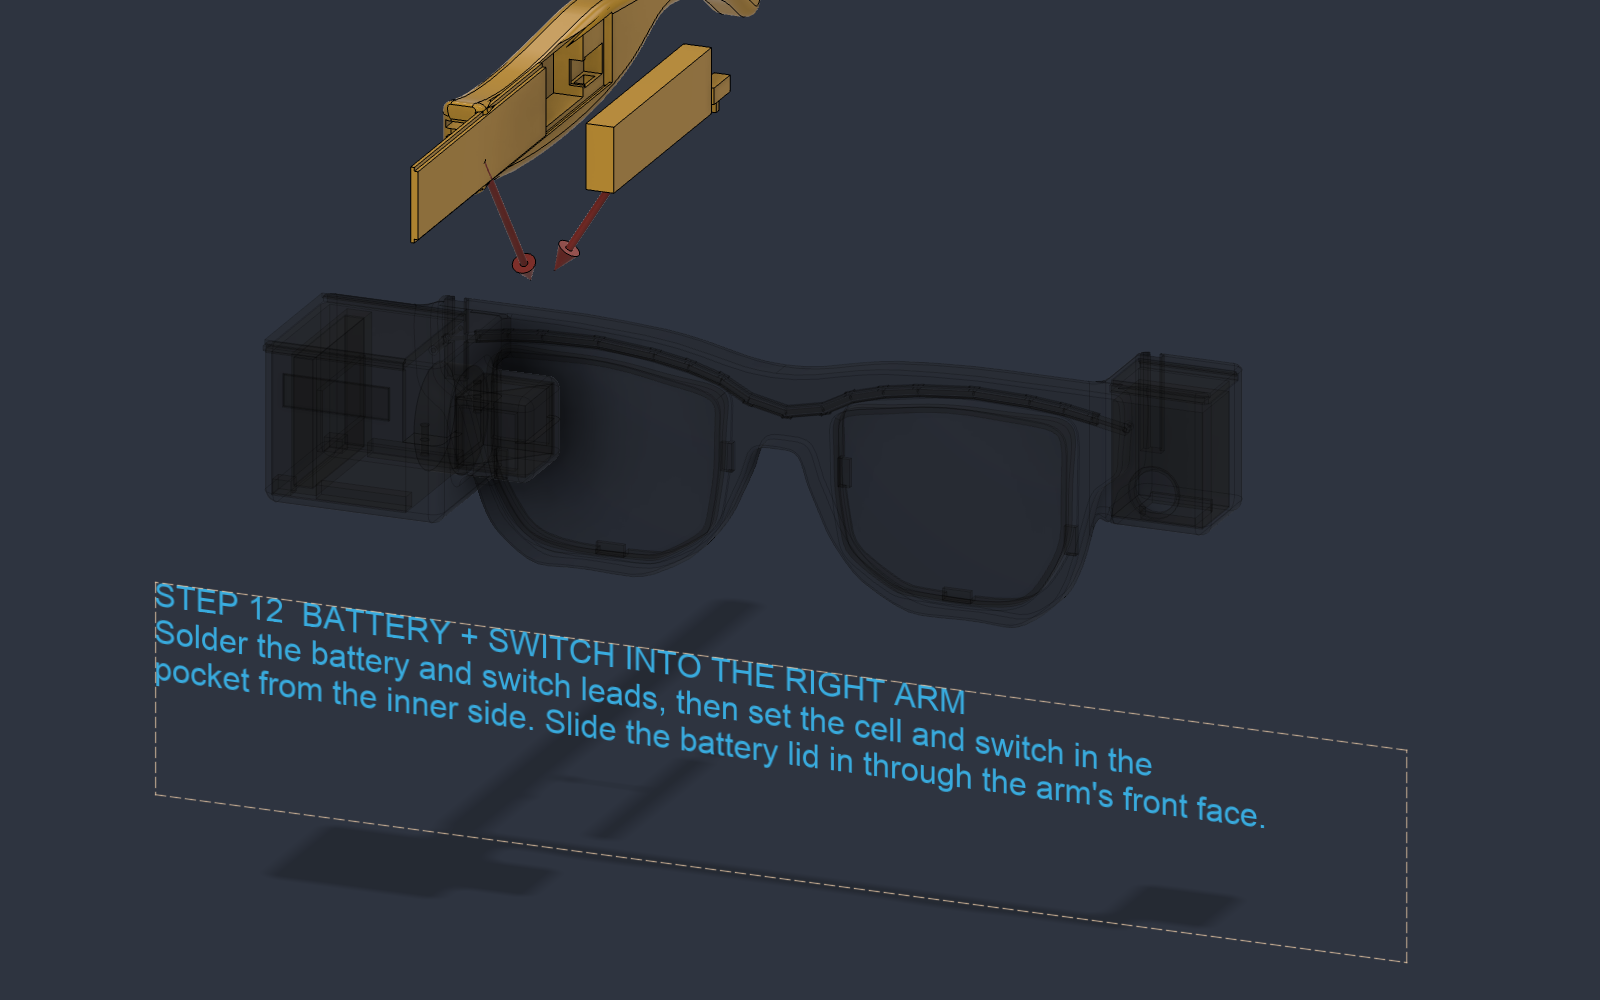 STEP 12  BATTERY + SWITCH INTO THE RIGHT ARM
Solder the battery and switch leads, then set the cell and switch in the
pocket from the inner side. Slide the battery lid in through the arm's front face.